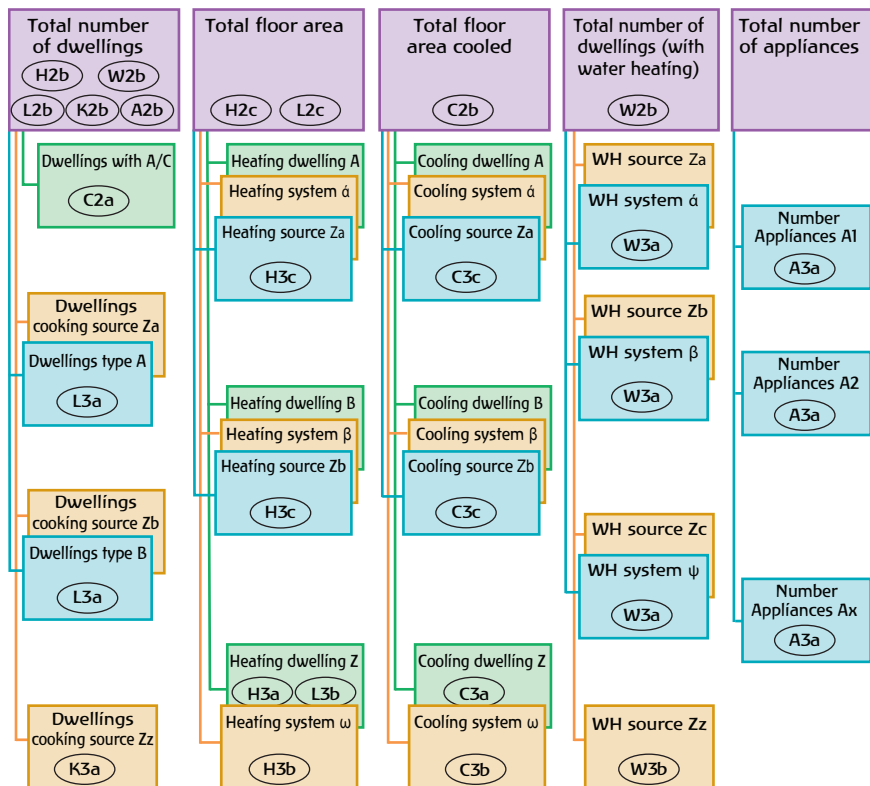 Total number
of dwellings
H2b
W2b
L2b
K2b
A2b
Dwellings with A/C
C2a
Dwellings
cooking source Za
Dwellings type A
L3a
Dwellings
cooking source Zb
Dwellings type B
L3a
Dwellings
cooking source Zz
K3a
Total floor area
H2c
L2c
Heating dwelling A
Heating system ά
Heating source Za
H3c
Heating dwelling B
Heating system β
Heating source Zb
H3c
Heating dwelling Z
H3a
L3b
Heating system ω
H3b
Total floor
area cooled
C2b
Cooling dwelling A
Cooling system ά
Cooling source Za
C3c
Cooling dwelling B
Cooling system β
Cooling source Zb
C3c
Cooling dwelling Z
C3a
Cooling system ω
C3b
Total number of
dwellings (with
water heating)
W2b
WH source Za
WH system ά
W3a
WH source Zb
WH system β
W3a
WH source Zc
WH system ψ
W3a
WH source Zz
W3b
Total number
of appliances
Number
Appliances A1
A3a
Number
Appliances A2
A3a
Number
Appliances Ax
A3a